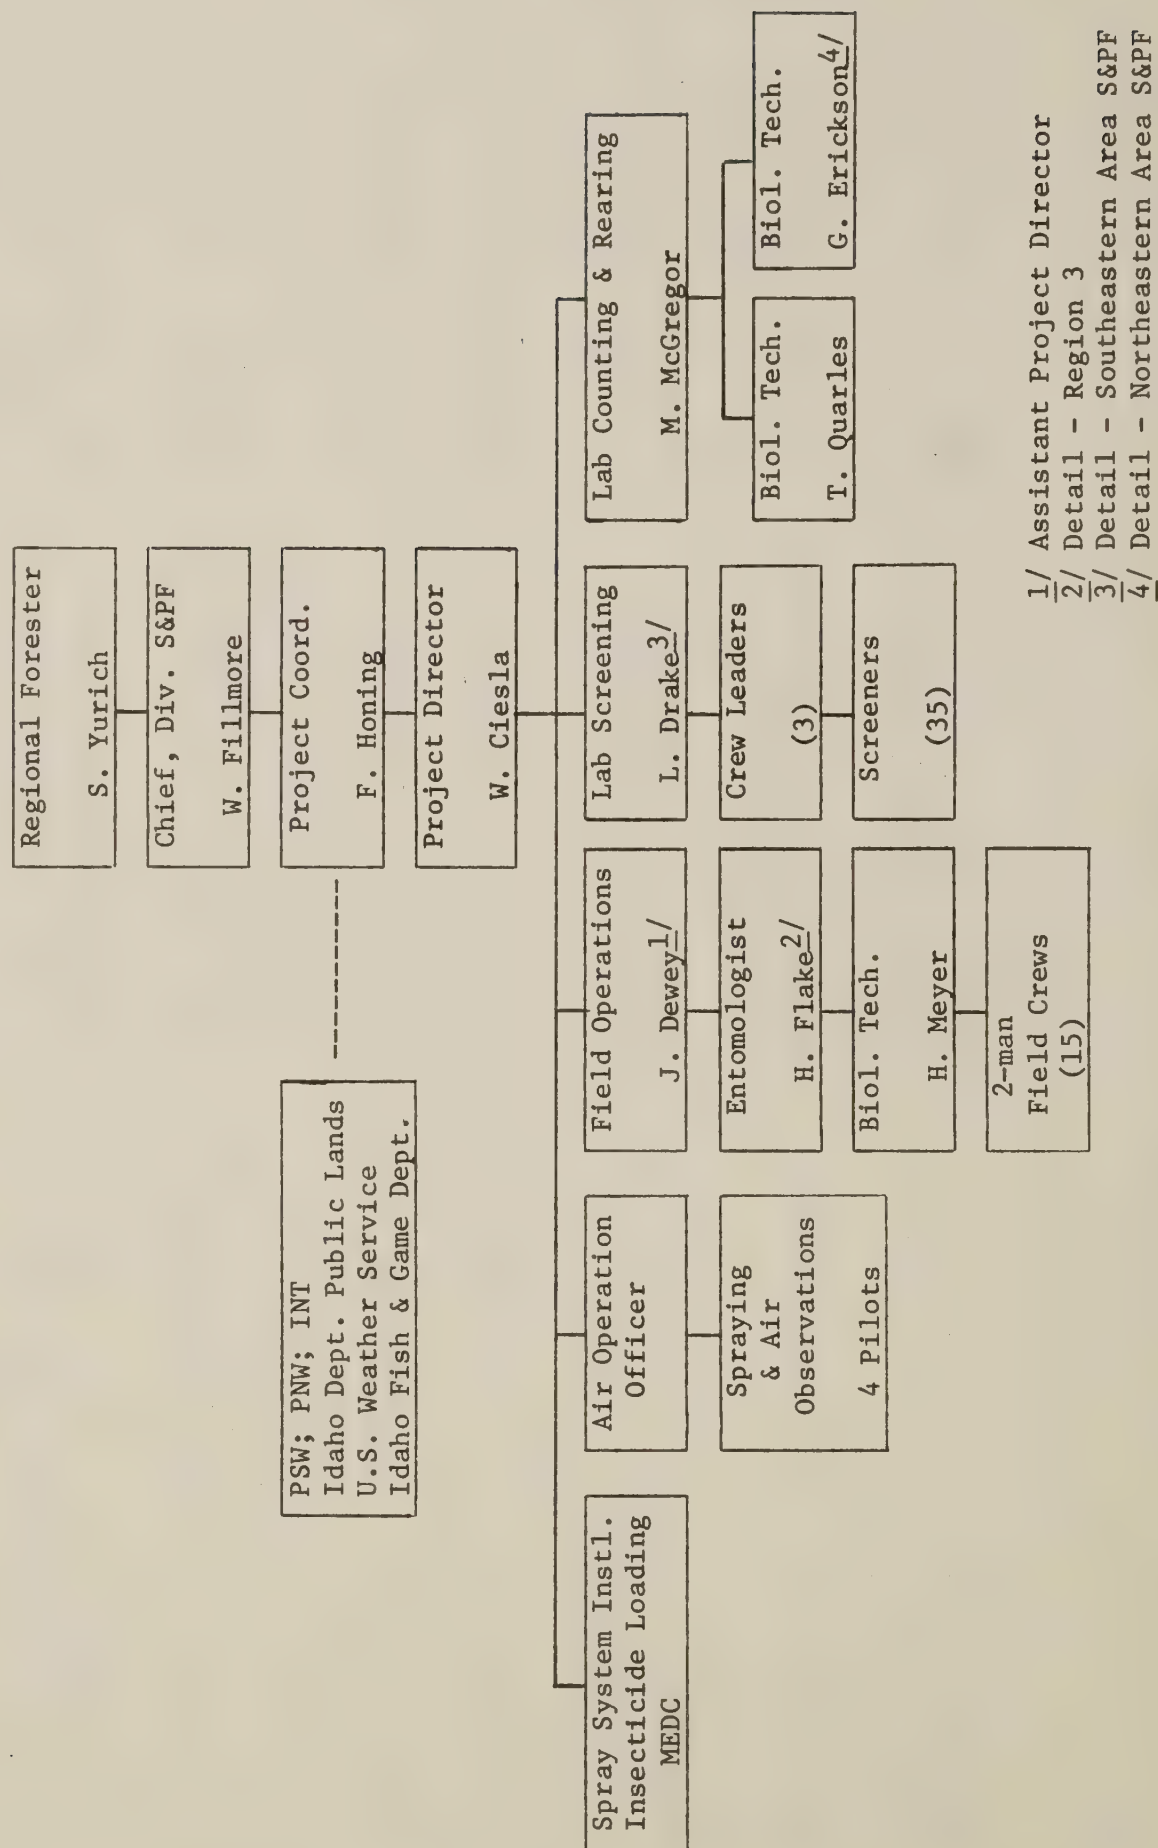 Regional Forester
S. Yurich
Chief, Div. S&PF
W. Fillmore
Project Coord.
F. Honing
PSW; PNW; INT
Idaho Dept. Public Lands
U.S. Weather Service
Idaho Fish & Game Dept.
Project Director
W. Ciesla
Spray System Instl.
Insecticide Loading
MEDC
Air Operation
Officer
Spraying
& Air
Observations
4 Pilots
Field Operations
J. Dewey1/
Entomologist
H. Flake2/
Biol. Tech.
H. Meyer
2-man
Field Crews
(15)
Lab Screening
L. Drake3/
Crew Leaders
(3)
Screeners
(35)
Lab Counting & Rearing
M. McGregor
Biol. Tech.
T. Quarles
Biol. Tech.
G. Erickson4/
1/ Assistant Project Director
2/ Detail - Region 3
3/ Detail - Southeastern Area S&PF
4/ Detail - Northeastern Area S&PF